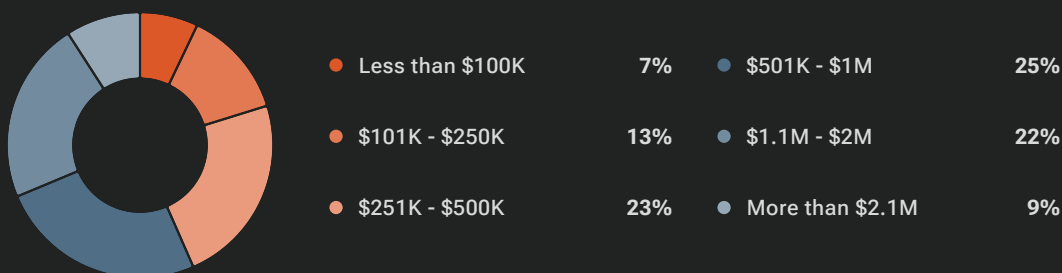 Less than $100K 7%
$101K - $250K 13%
$251K - $500K 23%
$501K - $1M 25%
$1.1M - $2M 22%
More than $2.1M 9%